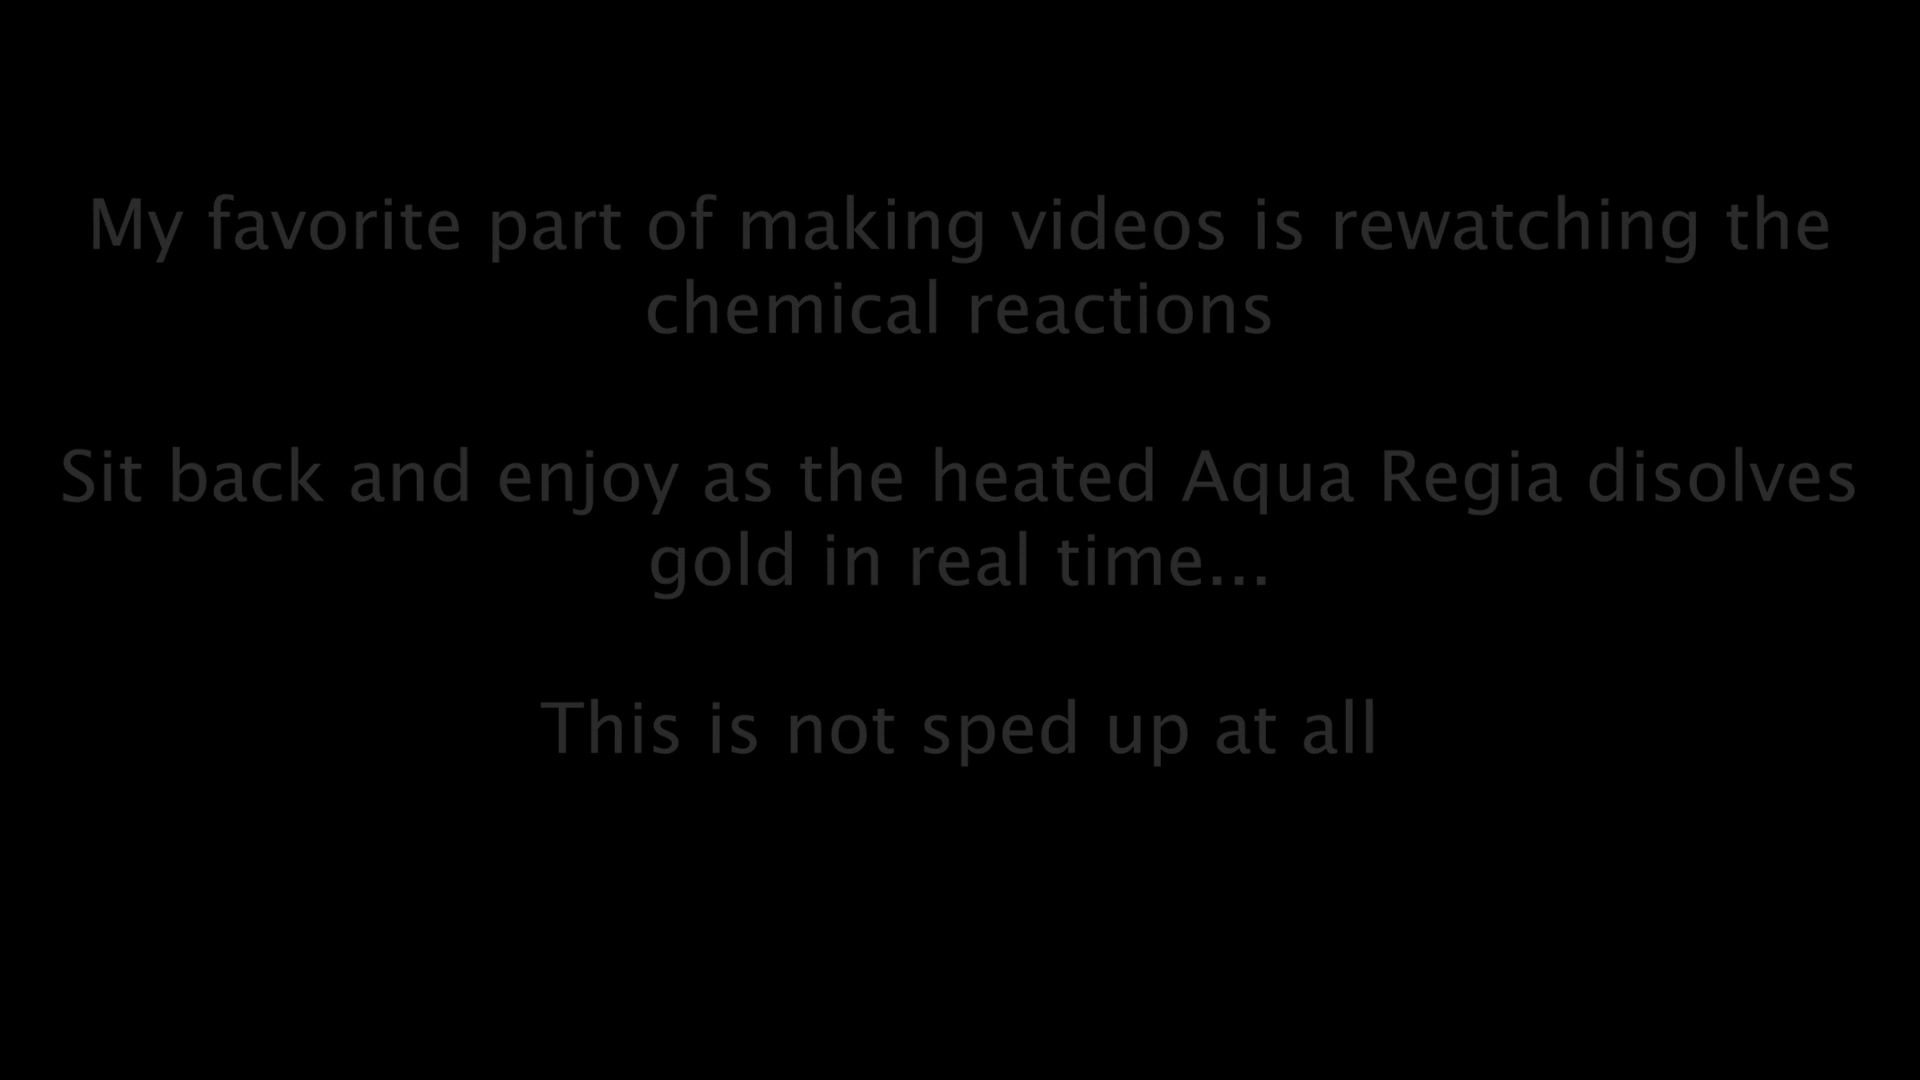 My favorite part of making videos is rewatching the
chemical reactions
Sit back and enjoy as the heated Aqua Regia disolves
gold in real time...
This is not sped up at all